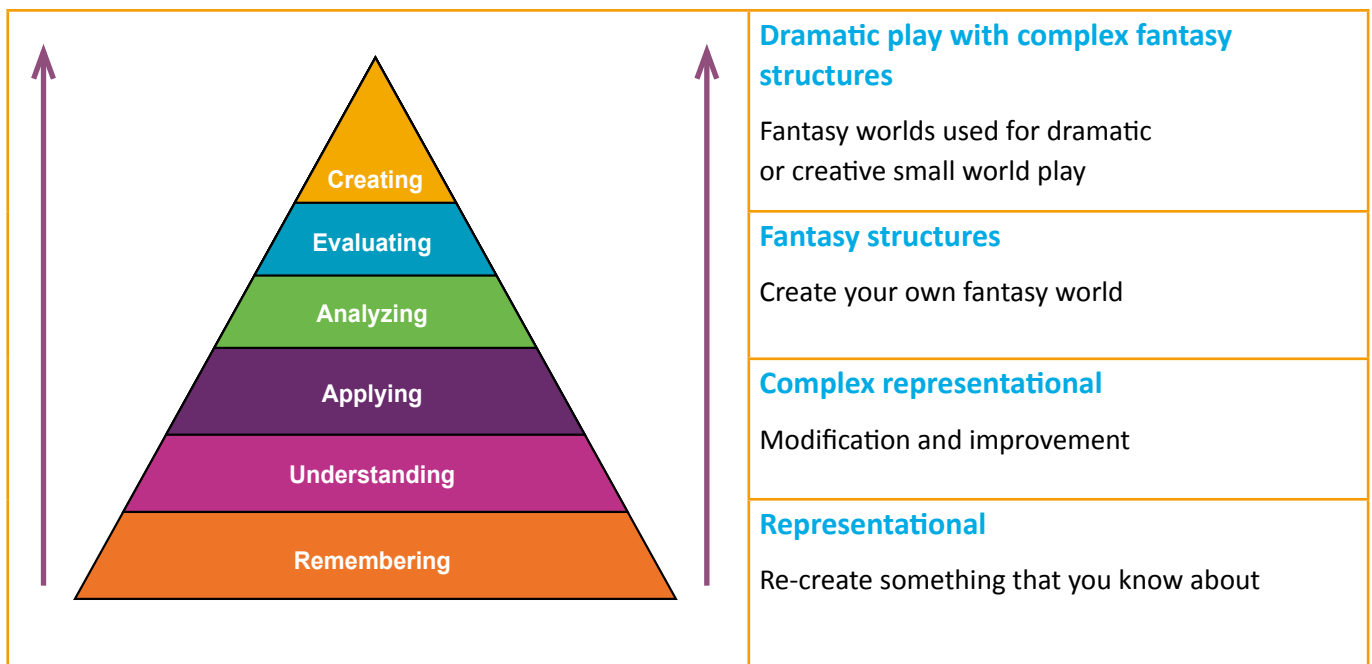 Creating
Evaluating
Analyzing
Applying
Understanding
Remembering
Dramatic play with complex fantasy
structures
Fantasy worlds used for dramatic
or creative small world play
Fantasy structures
Create your own fantasy world
Complex representational
Modification and improvement
Representational
Re-create something that you know about